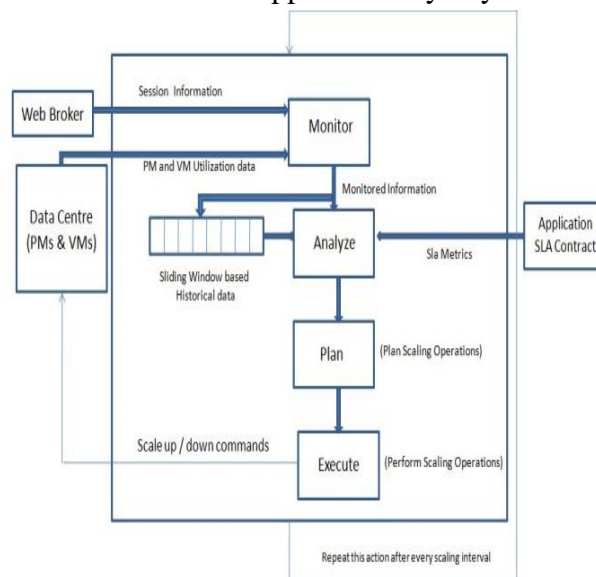 Session Information
Web Broker
Monitor
PM and VM Utilization data
Monitored Information
Data Centre
(PMs & VMs)
Analyze
Sla Metrics
Application
SLA Contract
Sliding Window based
Historical data
Plan
(Plan Scaling Operations)
Scale up / down commands
Execute
(Perform Scaling Operations)
Repeat this action after every scaling interval